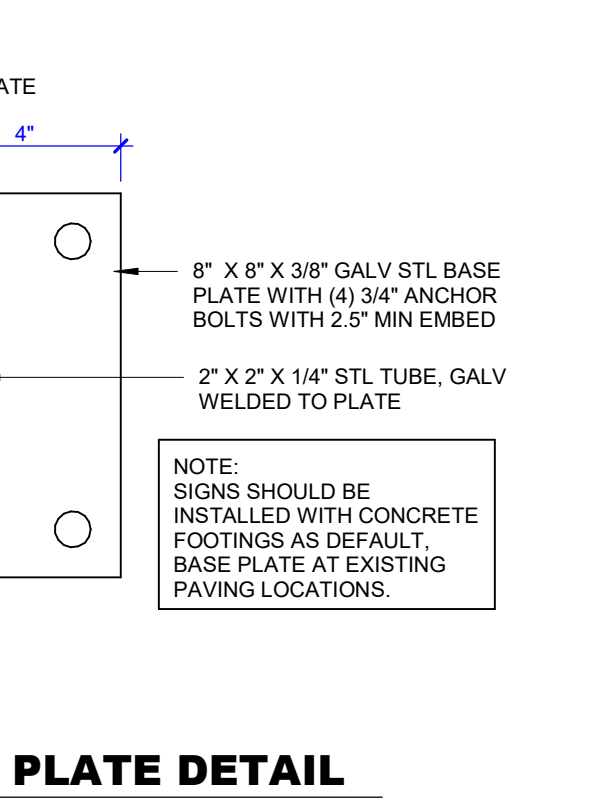 4"
8" X 8" X 3/8" GALV STL BASE
PLATE WITH (4) 3/4" ANCHOR
BOLTS WITH 2.5" MIN EMBED
2" X 2" X 1/4" STL TUBE, GALV
WELDED TO PLATE
NOTE:
SIGNS SHOULD BE
INSTALLED WITH CONCRETE
FOOTINGS AS DEFAULT,
BASE PLATE AT EXISTING
PAVING LOCATIONS.
PLATE DETAIL